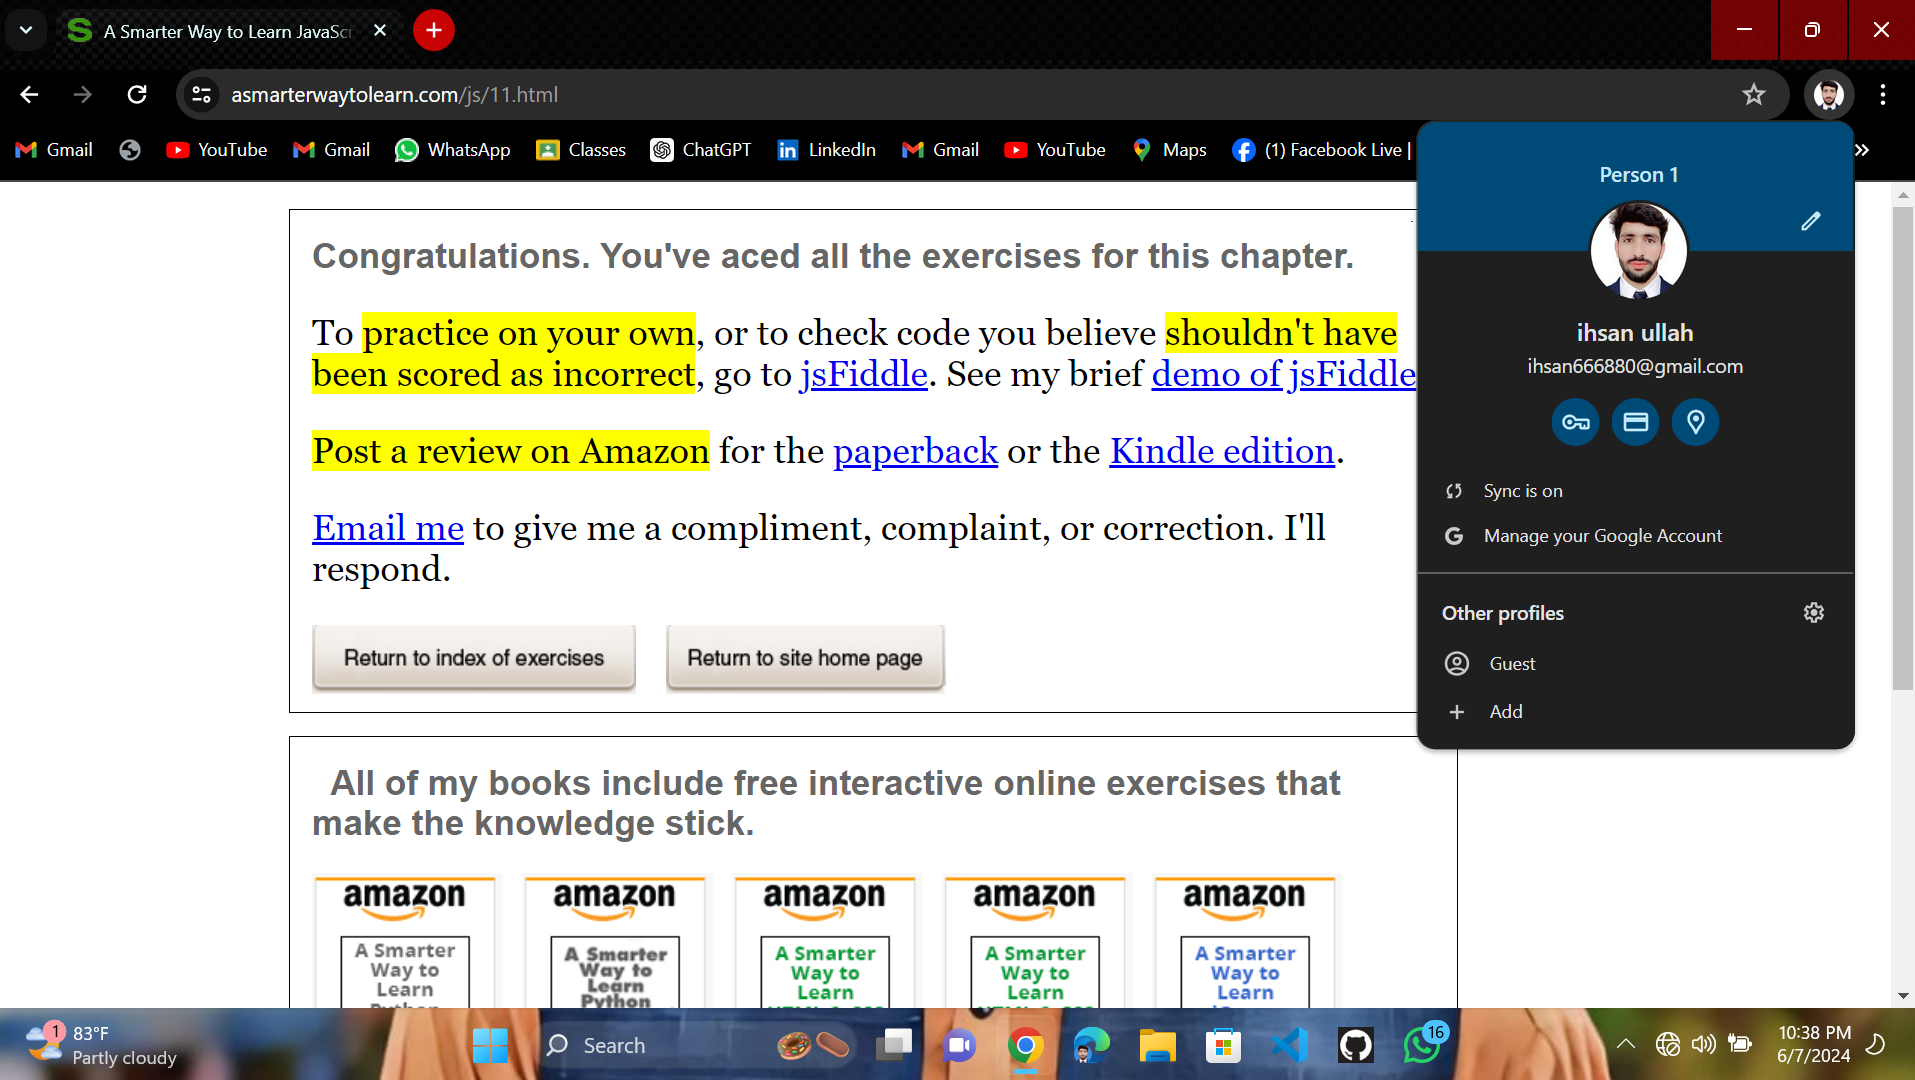 A Smarter Way to Learn JavaScr
asmarterwaytolearn.com/js/11.html
Gmail
YouTube
Gmail
WhatsApp
Classes
ChatGPT
LinkedIn
Gmail
YouTube
Maps
(1) Facebook Live |
Person 1
ihsan ullah
ihsan666880@gmail.com
Sync is on
Manage your Google Account
Other profiles
Guest
Add
Congratulations. You've aced all the exercises for this chapter.
To practice on your own, or to check code you believe shouldn't have
been scored as incorrect, go to jsFiddle. See my brief demo of jsFiddle
Post a review on Amazon for the paperback or the Kindle edition.
Email me to give me a compliment, complaint, or correction. I'll
respond.
Return to index of exercises
Return to site home page
All of my books include free interactive online exercises that
make the knowledge stick.
amazon
A Smarter
Way to
Learn
Python
amazon
A Smarter
Way to
Learn
Python
amazon
A Smarter
Way to
Learn
amazon
A Smarter
Way to
Learn
amazon
A Smarter
Way to
Learn
1
83°F
Partly cloudy
Search
16
10:38 PM
6/7/2024